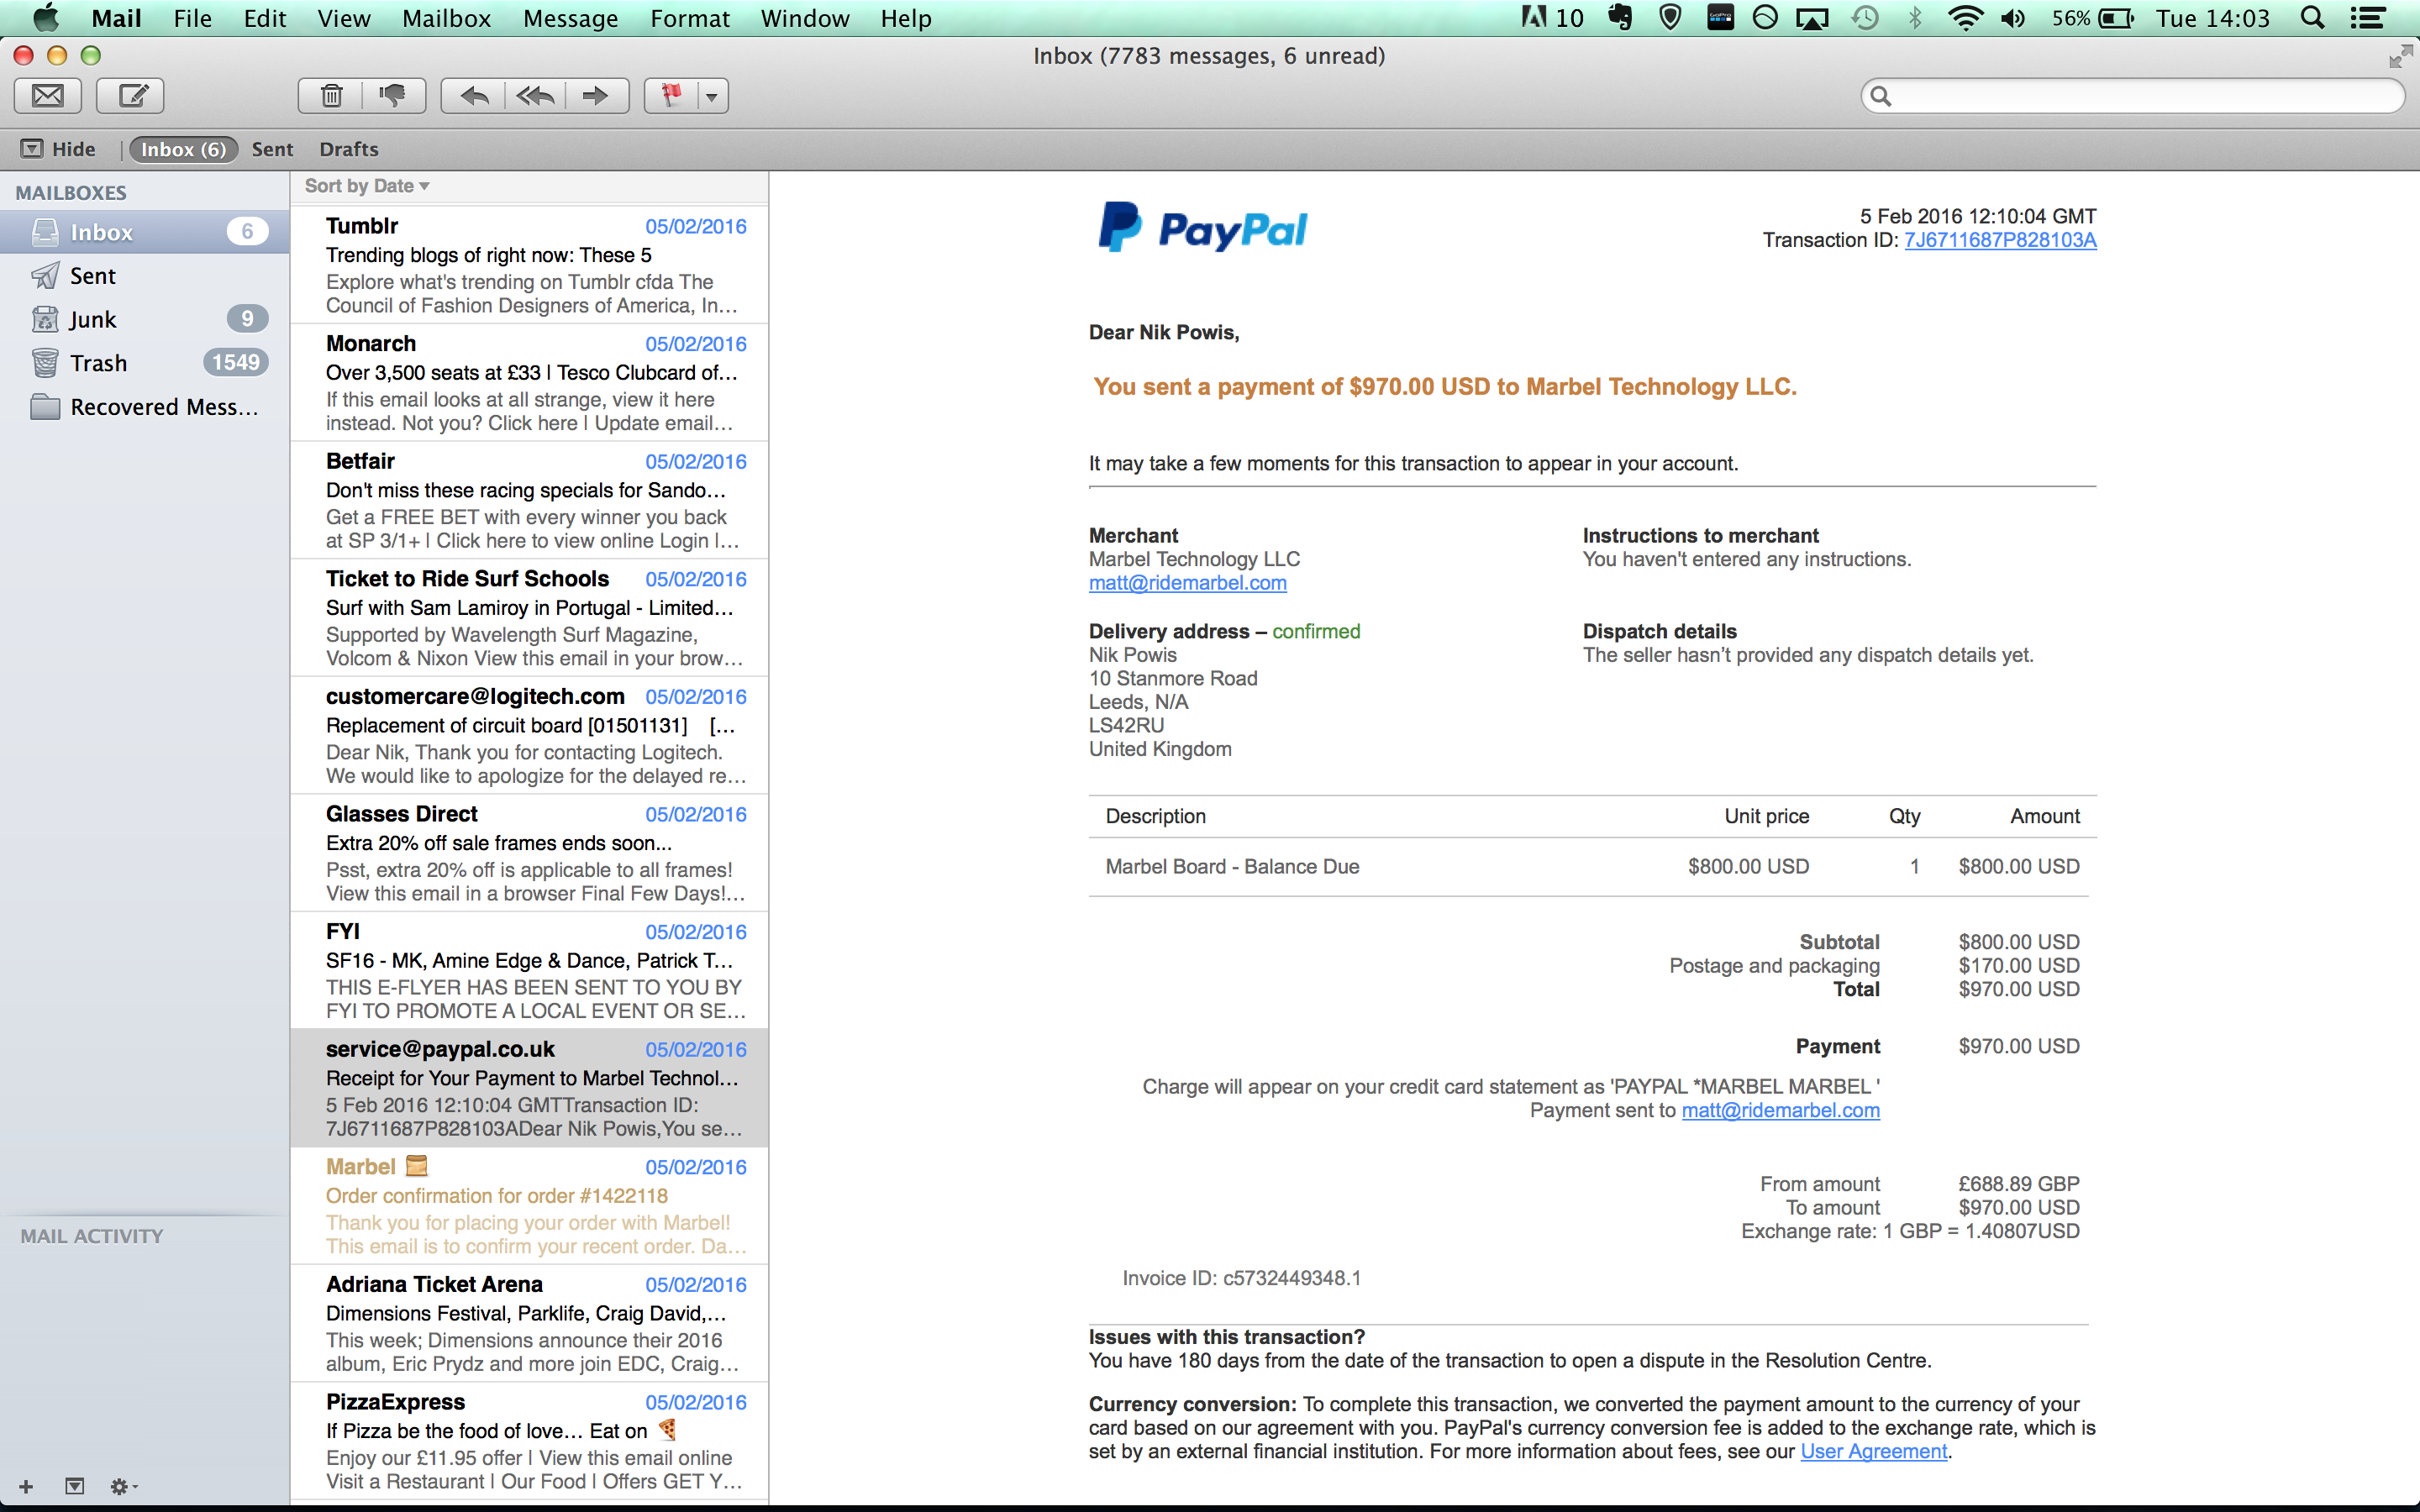 Mail File Edit View Mailbox Message Format Window Help 10 56% Tue 14:03
Inbox (7783 messages, 6 unread)
Hide | Inbox (6) Sent Drafts
MAILBOXES
Inbox 6
Sent
Junk 9
Trash 1549
Recovered Mess...
MAIL ACTIVITY
Sort by Date
Tumblr 05/02/2016
Trending blogs of right now: These 5
Explore what's trending on Tumblr cfda The
Council of Fashion Designers of America, In...
Monarch 05/02/2016
Over 3,500 seats at £33 | Tesco Clubcard of...
If this email looks at all strange, view it here
instead. Not you? Click here | Update email...
Betfair 05/02/2016
Don't miss these racing specials for Sando...
Get a FREE BET with every winner you back
at SP 3/1+ | Click here to view online Login |...
Ticket to Ride Surf Schools 05/02/2016
Surf with Sam Lamiroy in Portugal - Limited...
Supported by Wavelength Surf Magazine,
Volcom & Nixon View this email in your brow...
customercare@logitech.com 05/02/2016
Replacement of circuit board [01501131] [...
Dear Nik, Thank you for contacting Logitech.
We would like to apologize for the delayed re...
Glasses Direct 05/02/2016
Extra 20% off sale frames ends soon...
Psst, extra 20% off is applicable to all frames!
View this email in a browser Final Few Days!...
FYI 05/02/2016
SF16 - MK, Amine Edge & Dance, Patrick T...
THIS E-FLYER HAS BEEN SENT TO YOU BY
FYI TO PROMOTE A LOCAL EVENT OR SE...
service@paypal.co.uk 05/02/2016
Receipt for Your Payment to Marbel Technol...
5 Feb 2016 12:10:04 GMTTransaction ID:
7J6711687P828103ADear Nik Powis,You se...
Marbel 05/02/2016
Order confirmation for order #1422118
Thank you for placing your order with Marbel!
This email is to confirm your recent order. Da...
Adriana Ticket Arena 05/02/2016
Dimensions Festival, Parklife, Craig David,...
This week; Dimensions announce their 2016
album, Eric Prydz and more join EDC, Craig...
PizzaExpress 05/02/2016
If Pizza be the food of love... Eat on
Enjoy our £11.95 offer | View this email online
Visit a Restaurant | Our Food | Offers GET Y...
PayPal
5 Feb 2016 12:10:04 GMT
Transaction ID: 7J6711687P828103A
Dear Nik Powis,
You sent a payment of $970.00 USD to Marbel Technology LLC.
It may take a few moments for this transaction to appear in your account.
Merchant
Marbel Technology LLC
matt@ridemarbel.com
Instructions to merchant
You haven't entered any instructions.
Delivery address – confirmed
Nik Powis
10 Stanmore Road
Leeds, N/A
LS42RU
United Kingdom
Dispatch details
The seller hasn't provided any dispatch details yet.
Description Unit price Qty Amount
Marbel Board - Balance Due $800.00 USD 1 $800.00 USD
Subtotal $800.00 USD
Postage and packaging $170.00 USD
Total $970.00 USD
Payment $970.00 USD
Charge will appear on your credit card statement as 'PAYPAL *MARBEL MARBEL '
Payment sent to matt@ridemarbel.com
From amount £688.89 GBP
To amount $970.00 USD
Exchange rate: 1 GBP = 1.40807USD
Invoice ID: c5732449348.1
Issues with this transaction?
You have 180 days from the date of the transaction to open a dispute in the Resolution Centre.
Currency conversion: To complete this transaction, we converted the payment amount to the currency of your
card based on our agreement with you. PayPal's currency conversion fee is added to the exchange rate, which is
set by an external financial institution. For more information about fees, see our User Agreement.